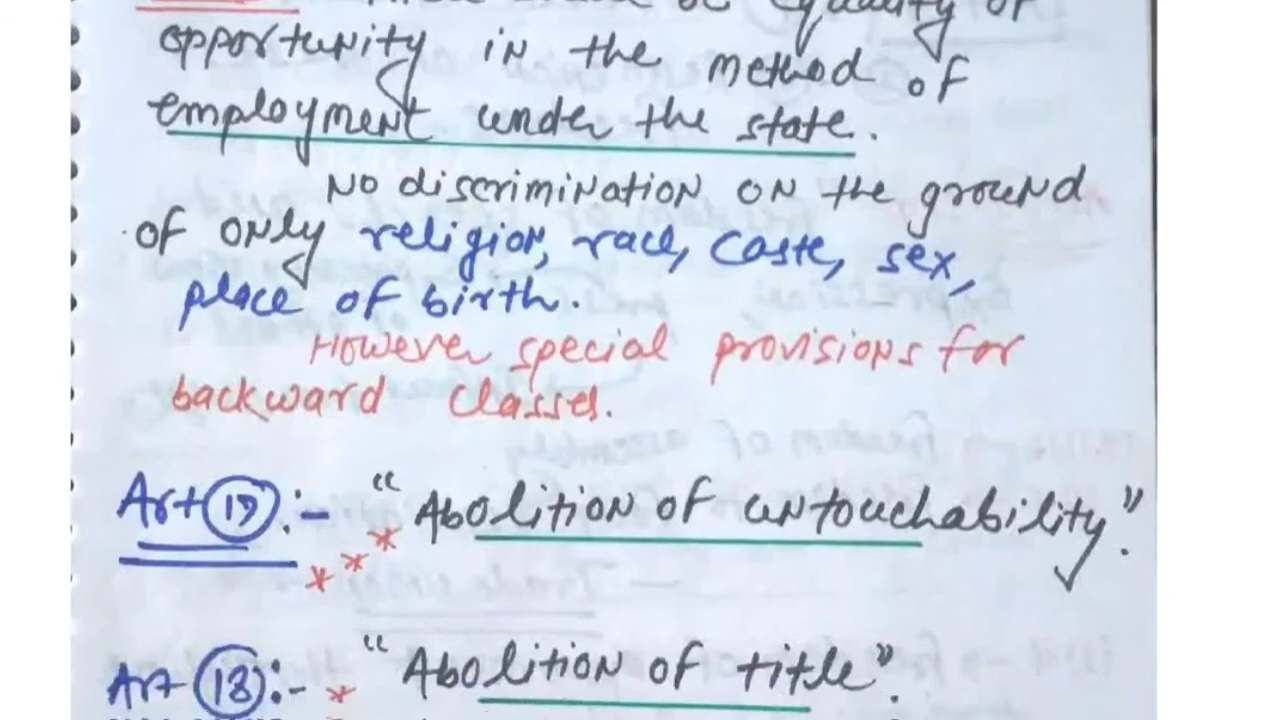 opportunity in the method of
employment under the state.
No discrimination on the ground
of only religion, race, caste, sex,
place of birth.
However special provisions for
backward classes.
Art 17 :- "Abolition of untouchability".
Art 18 :- "Abolition of title".